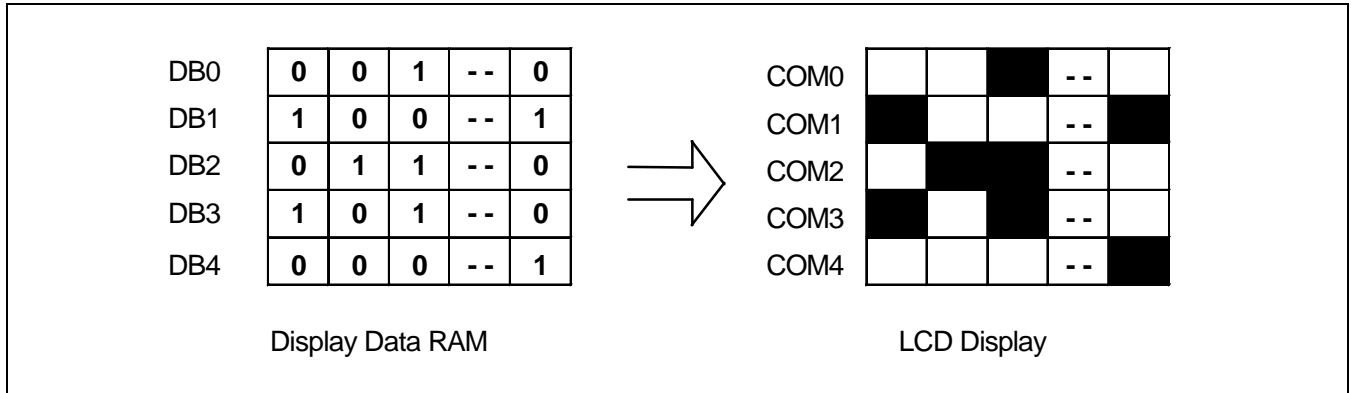 DB0 0 0 1 - - 0 COM0 - -
DB1 1 0 0 - - 1 COM1 - -
DB2 0 1 1 - - 0 COM2 - -
DB3 1 0 1 - - 0 COM3 - -
DB4 0 0 0 - - 1 COM4 - -
Display Data RAM LCD Display